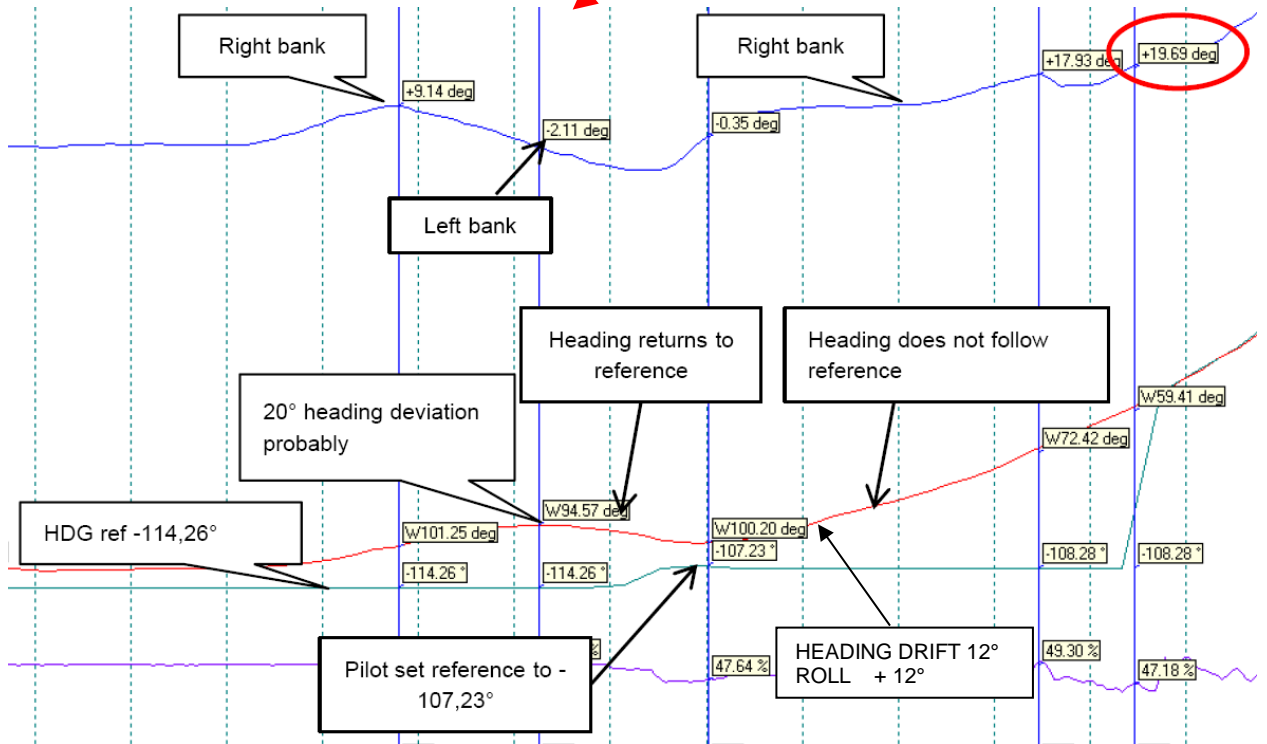 Right bank
Right bank
+17.93 deg
+19.69 deg
+9.14 deg
-2.11 deg
-0.35 deg
Left bank
Heading returns to
reference
Heading does not follow
reference
20° heading deviation
probably
W59.41 deg
W72.42 deg
HDG ref -114,26°
W94.57 deg
W101.25 deg
W100.20 deg
-107.23 °
-114.26 °
-114.26 °
-108.28 °
-108.28 °
Pilot set reference to -
107,23°
%
47.64 %
HEADING DRIFT 12°
ROLL + 12°
49.30 %
47.18 %